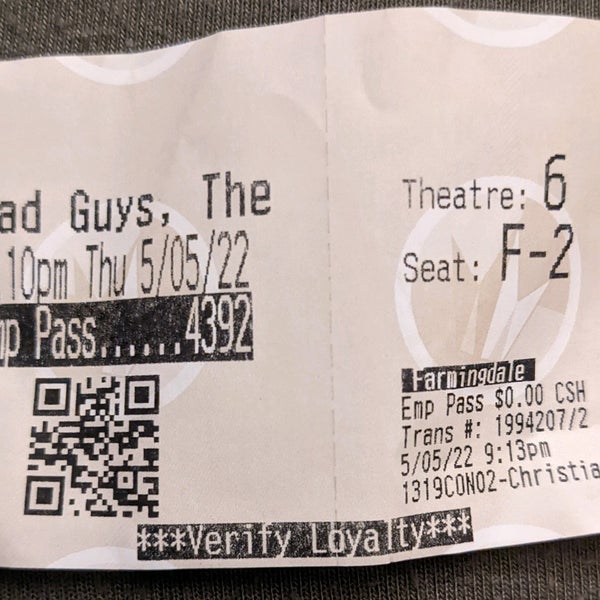 ad Guys, The
10pm Thu 5/05/22
mp Pass......4392
Theatre: 6
Seat: F-2
Farmingdale
Emp Pass $0.00 CSH
Trans #: 1994207/2
5/05/22 9:13pm
1319CON02-Christia
***Verify Loyalty***